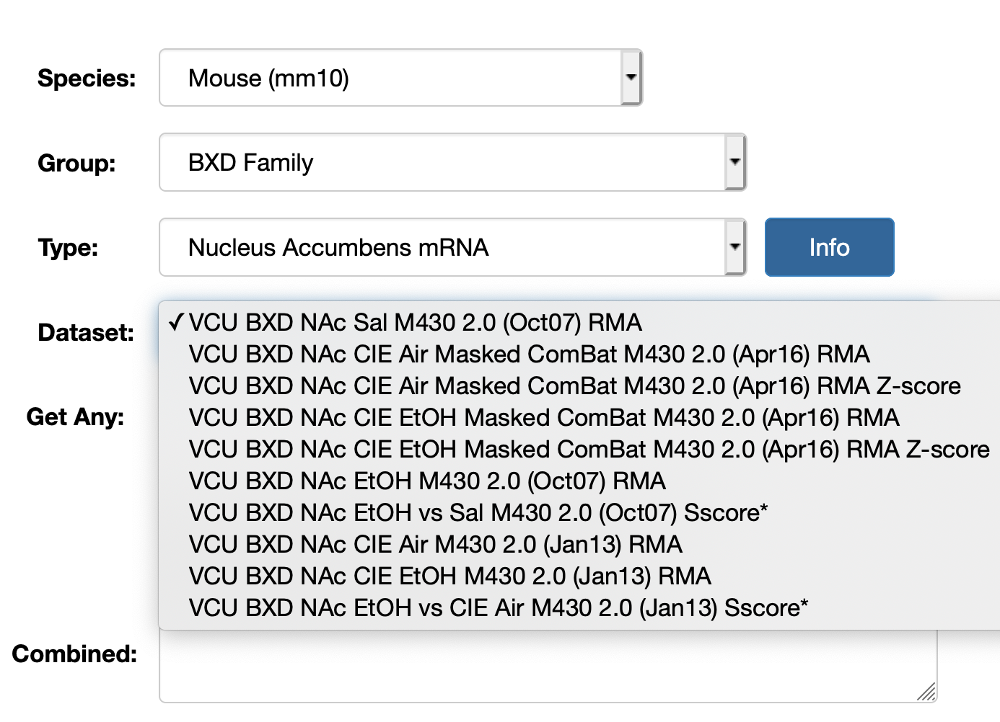 Species: Mouse (mm10)
Group: BXD Family
Type: Nucleus Accumbens mRNA Info
Dataset: ✓ VCU BXD NAc Sal M430 2.0 (Oct07) RMA
VCU BXD NAc CIE Air Masked ComBat M430 2.0 (Apr16) RMA
VCU BXD NAc CIE Air Masked ComBat M430 2.0 (Apr16) RMA Z-score
Get Any: VCU BXD NAc CIE EtOH Masked ComBat M430 2.0 (Apr16) RMA
VCU BXD NAc CIE EtOH Masked ComBat M430 2.0 (Apr16) RMA Z-score
VCU BXD NAc EtOH M430 2.0 (Oct07) RMA
VCU BXD NAc EtOH vs Sal M430 2.0 (Oct07) Sscore*
VCU BXD NAc CIE Air M430 2.0 (Jan13) RMA
VCU BXD NAc CIE EtOH M430 2.0 (Jan13) RMA
VCU BXD NAc EtOH vs CIE Air M430 2.0 (Jan13) Sscore*
Combined: